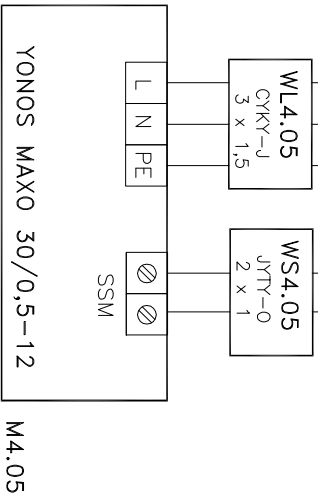 WL4.05
CYKY-J
3 x 1,5
L
N
PE
WS4.05
JYTY-O
2 x 1
SSM
YONOS MAXO 30/0,5-12
M4.05